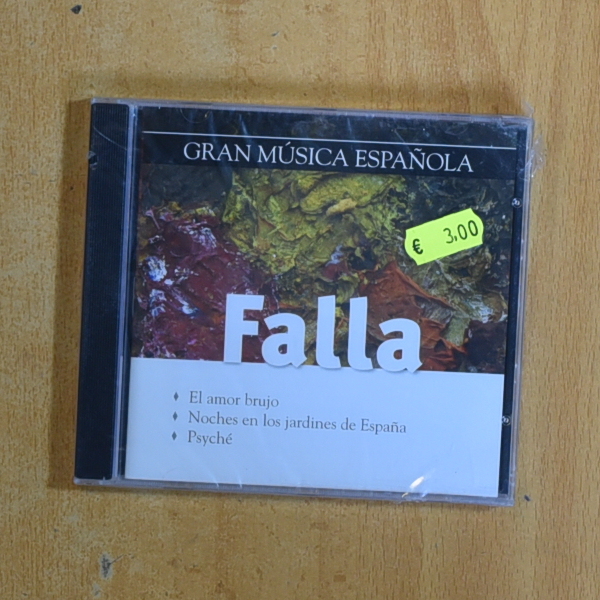 GRAN MÚSICA ESPAÑOLA
€ 3,00
Falla
El amor brujo
Noches en los jardines de España
Psyché